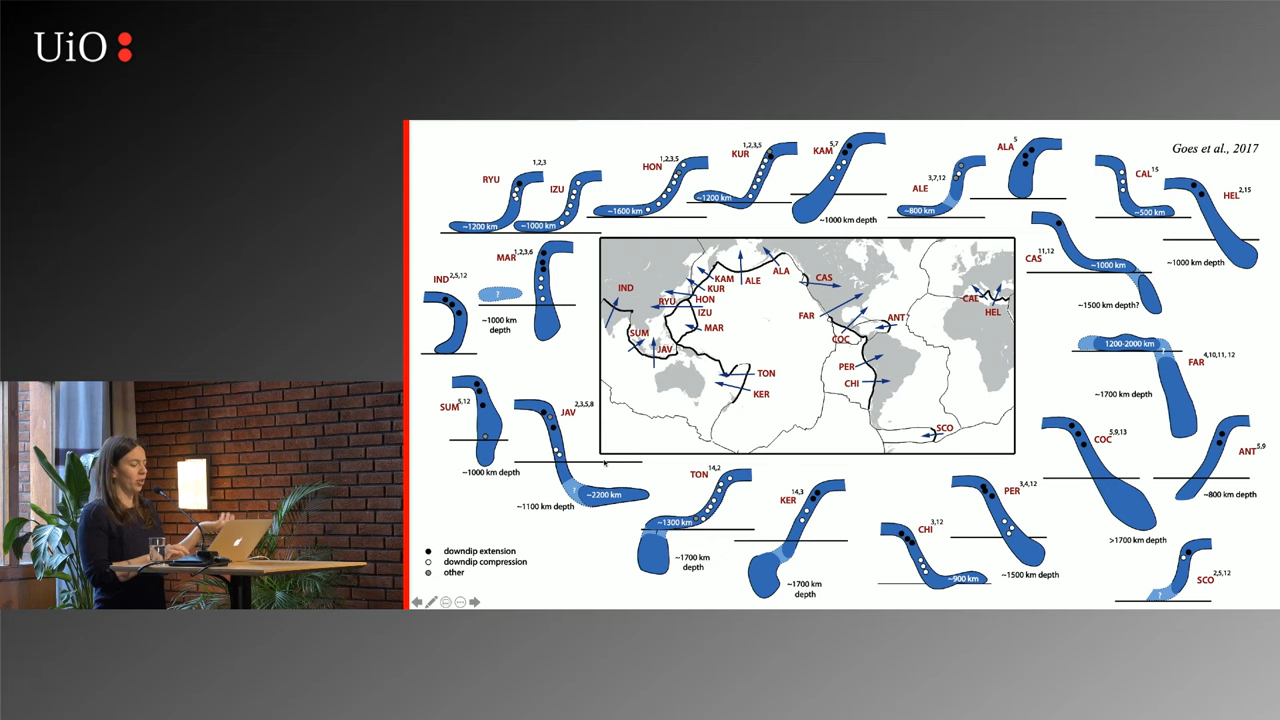 UiO
Goes et al., 2017
RYU 1,2,3
~1200 km
IZU
~1000 km
HON 1,2,3,5
~1600 km
KUR 1,2,3,5
~1200 km
KAM 5,7
~1000 km depth
ALE 3,7,12
~800 km
ALA 5
CAL 15
~500 km
HEL 2,15
~1000 km depth
MAR 1,2,3,6
?
~1000 km
depth
IND 2,5,12
CAS 11,12
~1000 km
~1500 km depth?
1200-2000 km
?
FAR 4,10,11, 12
~1700 km depth
IND
KAM
ALE
ALA
KUR
RYU
HON
IZU
SUM
MAR
JAV
TON
KER
CAS
FAR
ANT
COC
PER
CHI
SCO
CAL
HEL
SUM 5,12
~1000 km depth
JAV 2,3,5,8
?
~2200 km
~1100 km depth
TON 14,2
~1300 km
~1700 km
depth
KER 14,3
~1700 km
depth
CHI 3,12
~900 km
PER 3,4,12
~1500 km depth
COC 5,9,13
>1700 km depth
ANT 5,9
~800 km depth
SCO 2,5,12
?
downdip extension
downdip compression
other